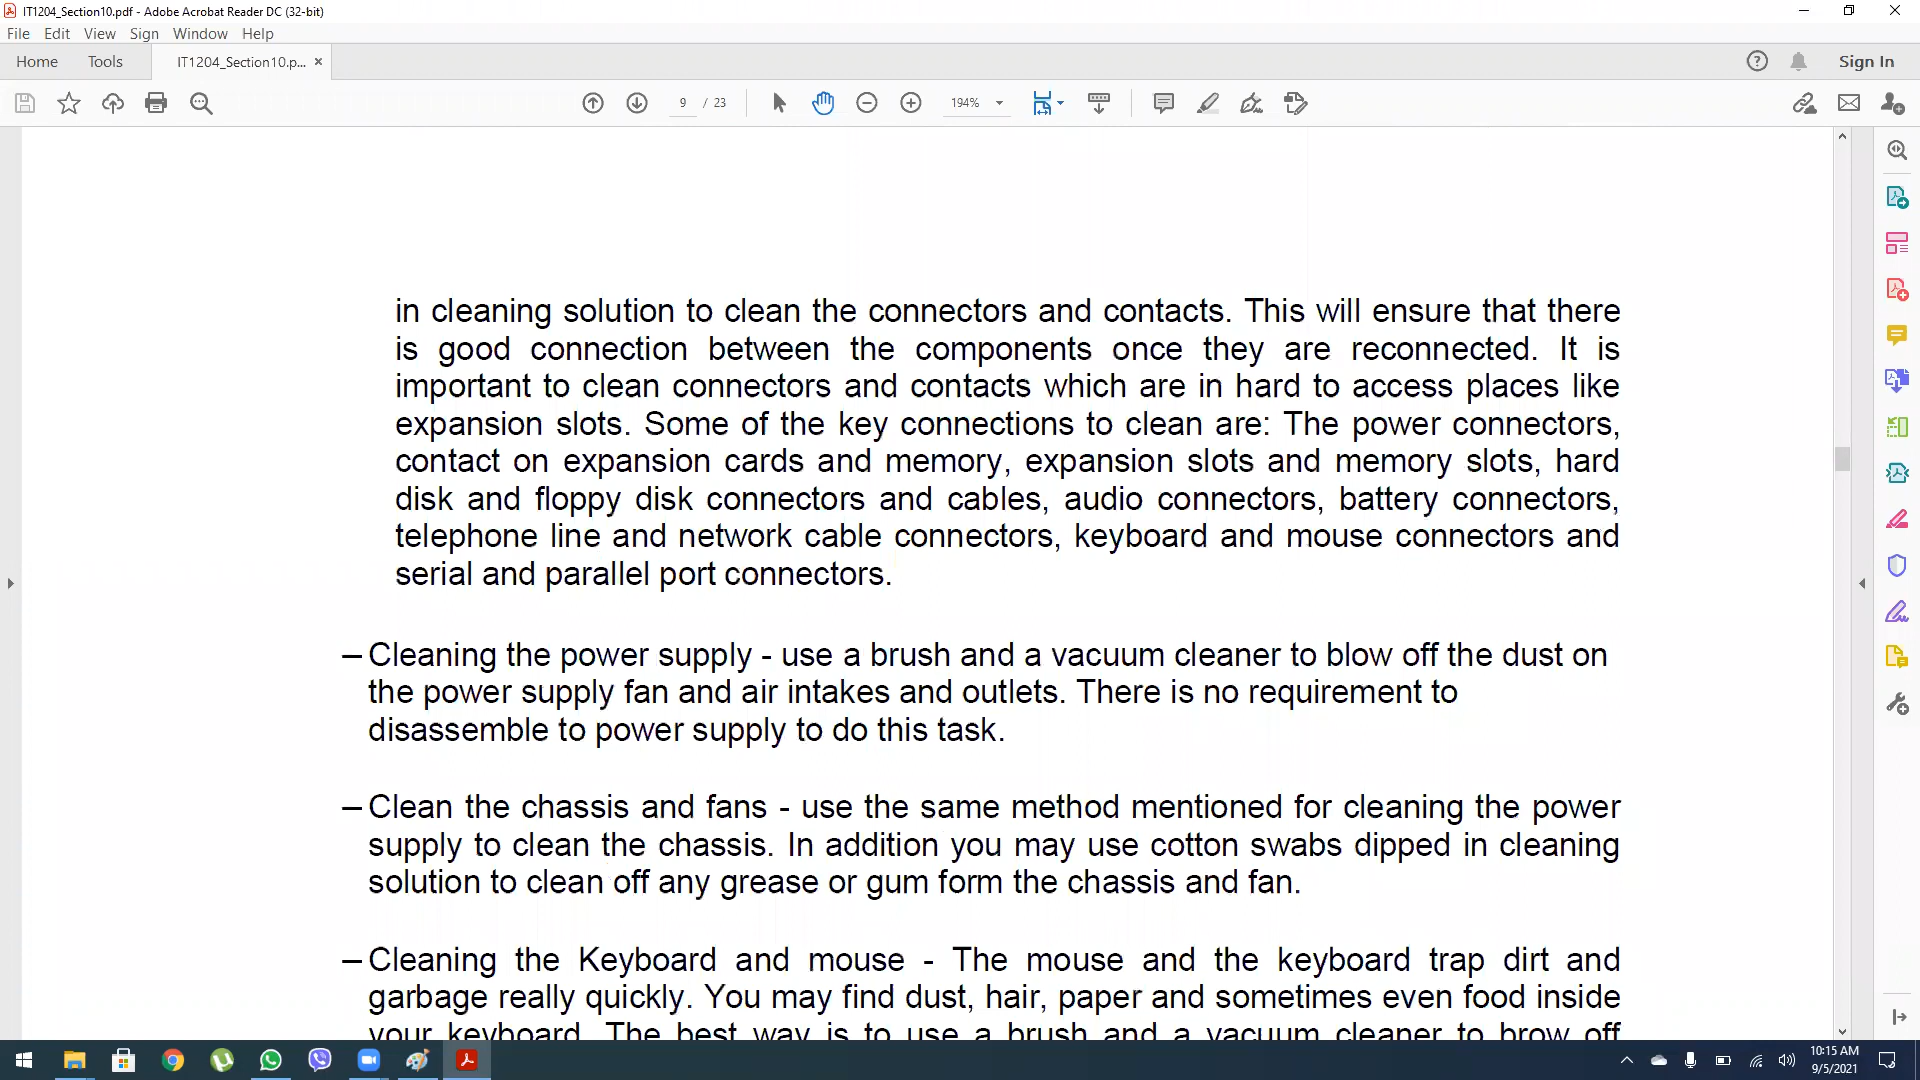 IT1204_Section10.pdf - Adobe Acrobat Reader DC (32-bit)
File Edit View Sign Window Help
Home Tools IT1204_Section10.p... × Sign In
9 / 23 194%
in cleaning solution to clean the connectors and contacts. This will ensure that there
is good connection between the components once they are reconnected. It is
important to clean connectors and contacts which are in hard to access places like
expansion slots. Some of the key connections to clean are: The power connectors,
contact on expansion cards and memory, expansion slots and memory slots, hard
disk and floppy disk connectors and cables, audio connectors, battery connectors,
telephone line and network cable connectors, keyboard and mouse connectors and
serial and parallel port connectors.
– Cleaning the power supply - use a brush and a vacuum cleaner to blow off the dust on
the power supply fan and air intakes and outlets. There is no requirement to
disassemble to power supply to do this task.
– Clean the chassis and fans - use the same method mentioned for cleaning the power
supply to clean the chassis. In addition you may use cotton swabs dipped in cleaning
solution to clean off any grease or gum form the chassis and fan.
– Cleaning the Keyboard and mouse - The mouse and the keyboard trap dirt and
garbage really quickly. You may find dust, hair, paper and sometimes even food inside
your keyboard. The best way is to use a brush and a vacuum cleaner to brow off
10:15 AM
9/5/2021